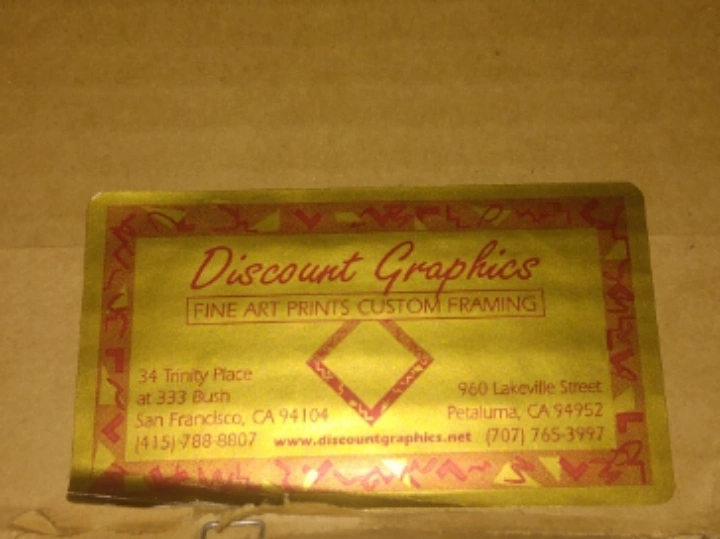 Discount Graphics
FINE ART PRINTS CUSTOM FRAMING
34 Trinity Place
at 333 Bush
San Francisco, CA 94104
(415) 788-8807
www.discountgraphics.net
960 Lakeville Street
Petaluma, CA 94952
(707) 765-3997